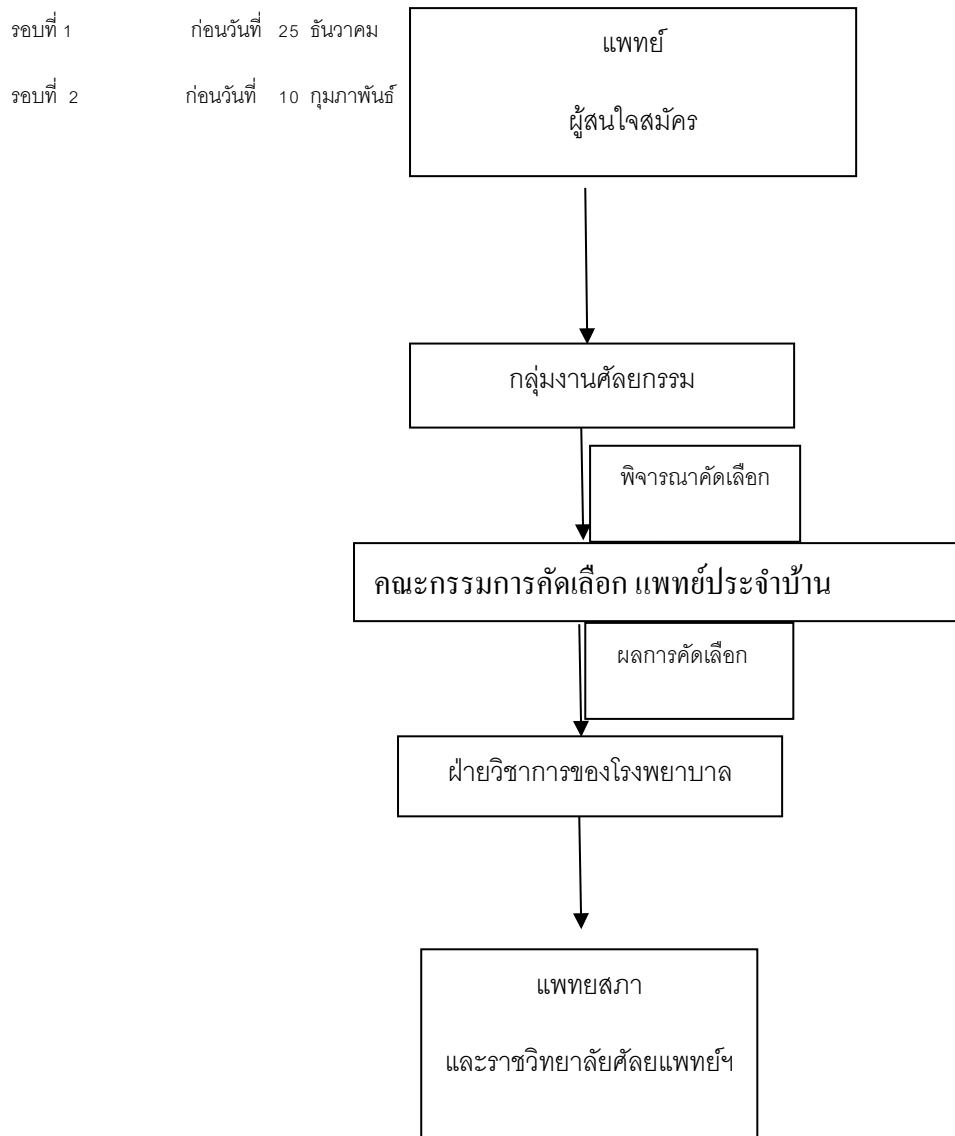 รอบที่ 1 ก่อนวันที่ 25 ธันวาคม
รอบที่ 2 ก่อนวันที่ 10 กุมภาพันธ์
แพทย์
ผู้สนใจสมัคร
กลุ่มงานศัลยกรรม
พิจารณาคัดเลือก
คณะกรรมการคัดเลือก แพทย์ประจำบ้าน
ผลการคัดเลือก
ฝ่ายวิชาการของโรงพยาบาล
แพทยสภา
และราชวิทยาลัยศัลยแพทย์ฯ